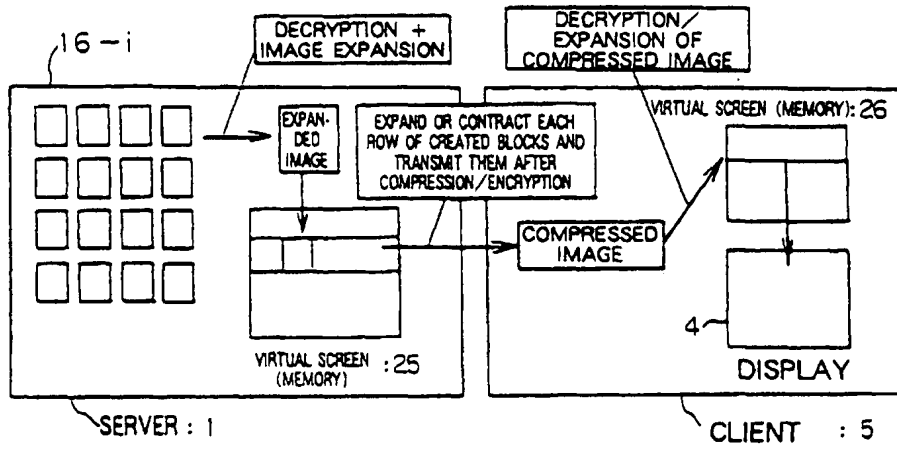 16-i
DECRYPTION +
IMAGE EXPANSION
DECRYPTION/
EXPANSION OF
COMPRESSED IMAGE
EXPAN-
DED
IMAGE
EXPAND OR CONTRACT EACH
ROW OF CREATED BLOCKS AND
TRANSMIT THEM AFTER
COMPRESSION/ENCRYPTION
VIRTUAL SCREEN (MEMORY): 26
COMPRESSED
IMAGE
VIRTUAL SCREEN : 25
(MEMORY)
4
DISPLAY
SERVER : 1
CLIENT : 5